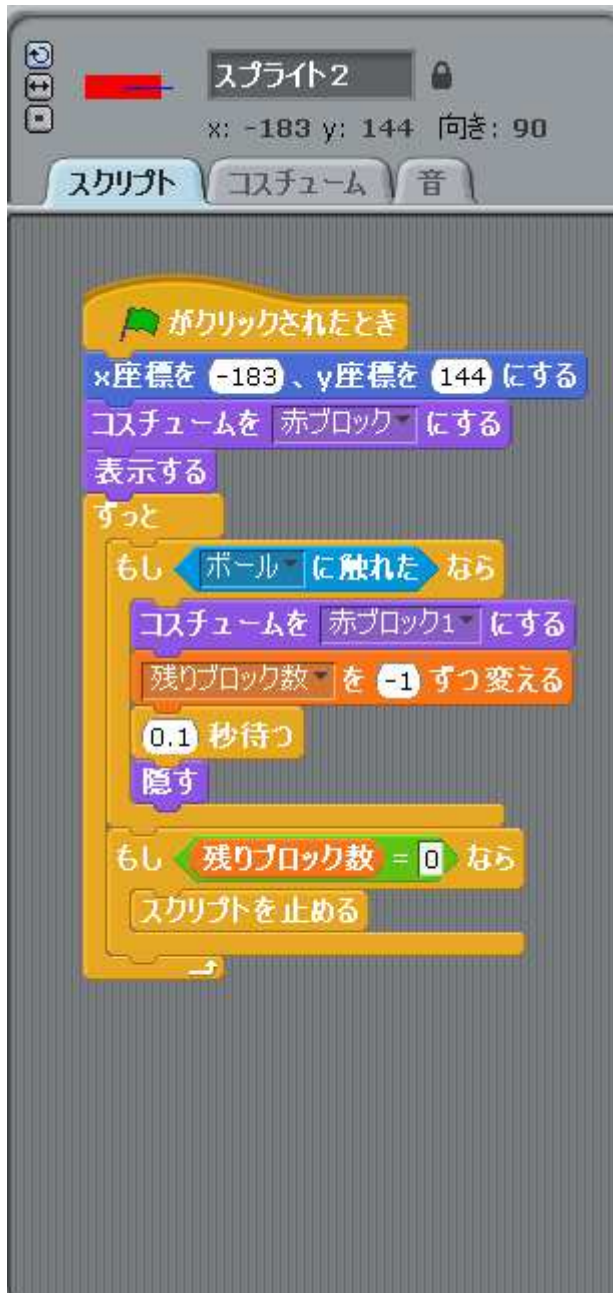 スプライト2
x: -183 y: 144 向き: 90
スクリプト コスチューム 音
がクリックされたとき
x座標を -183 、y座標を 144 にする
コスチュームを 赤ブロック にする
表示する
ずっと
もし ボール に触れた なら
コスチュームを 赤ブロック1 にする
残りブロック数 を -1 ずつ変える
0.1 秒待つ
隠す
もし 残りブロック数 = 0 なら
スクリプトを止める